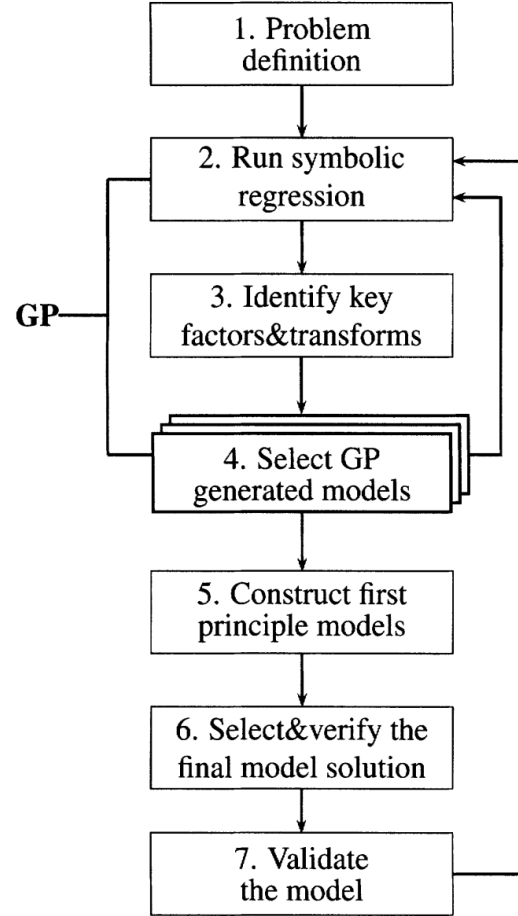 1. Problem
definition
2. Run symbolic
regression
GP
3. Identify key
factors&transforms
4. Select GP
generated models
5. Construct first
principle models
6. Select&verify the
final model solution
7. Validate
the model